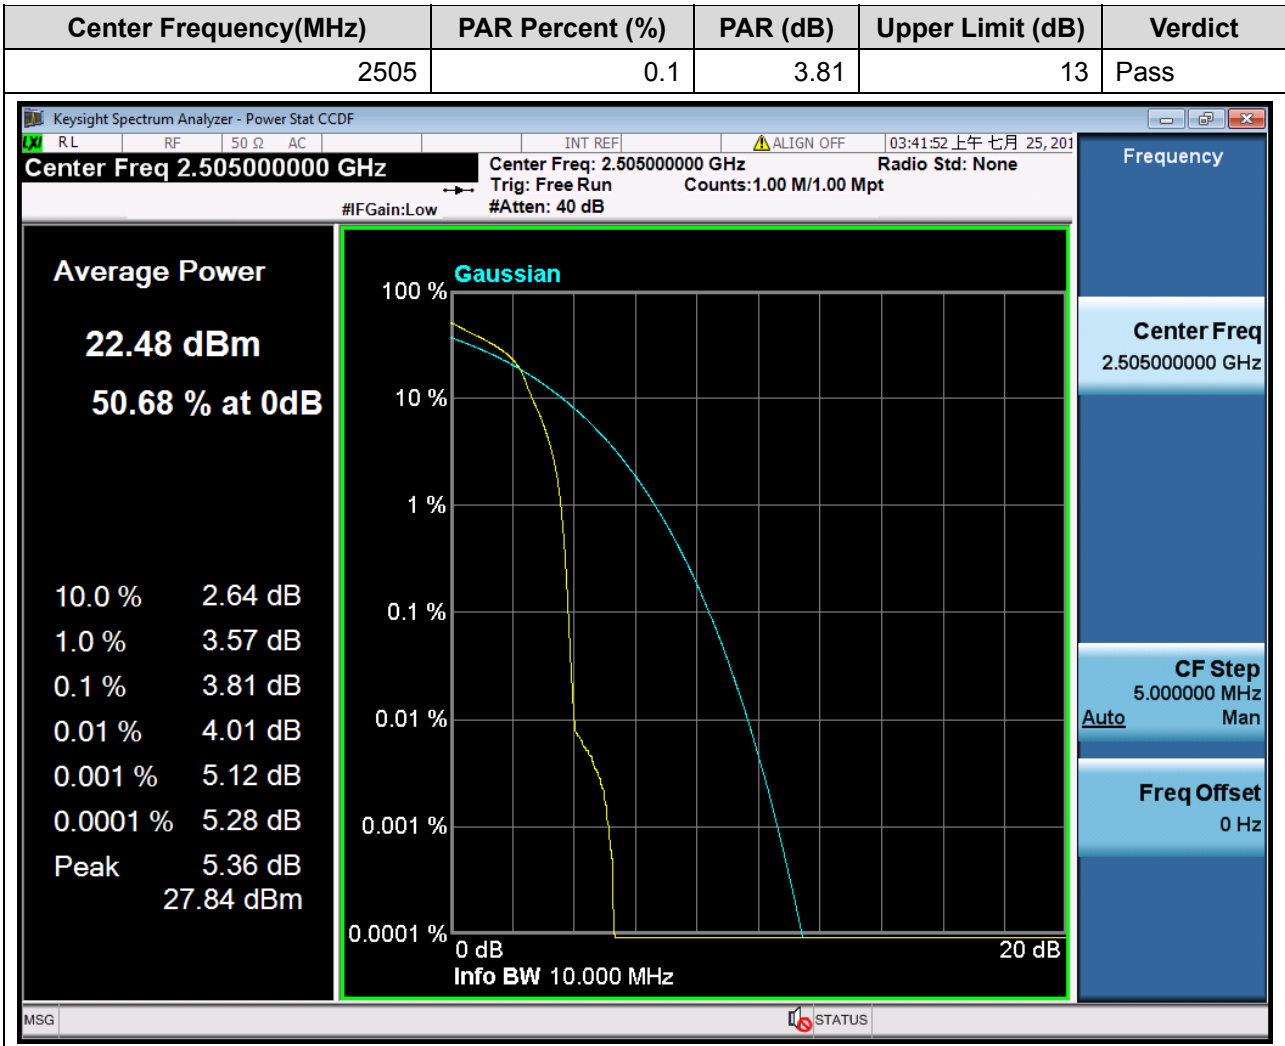 Center Frequency(MHz) PAR Percent (%) PAR (dB) Upper Limit (dB) Verdict
2505 0.1 3.81 13 Pass
Keysight Spectrum Analyzer - Power Stat CCDF
LXI RL RF 50 Ω AC INT REF ALIGN OFF 03:41:52 上午 七月 25, 201
Center Freq 2.505000000 GHz
Center Freq: 2.505000000 GHz Radio Std: None
Trig: Free Run Counts:1.00 M/1.00 Mpt
#IFGain:Low #Atten: 40 dB
Average Power
22.48 dBm
50.68 % at 0dB
10.0 % 2.64 dB
1.0 % 3.57 dB
0.1 % 3.81 dB
0.01 % 4.01 dB
0.001 % 5.12 dB
0.0001 % 5.28 dB
Peak 5.36 dB
27.84 dBm
Gaussian
100 %
10 %
1 %
0.1 %
0.01 %
0.001 %
0.0001 %
0 dB 20 dB
Info BW 10.000 MHz
Frequency
Center Freq
2.505000000 GHz
CF Step
5.000000 MHz
Auto Man
Freq Offset
0 Hz
MSG STATUS